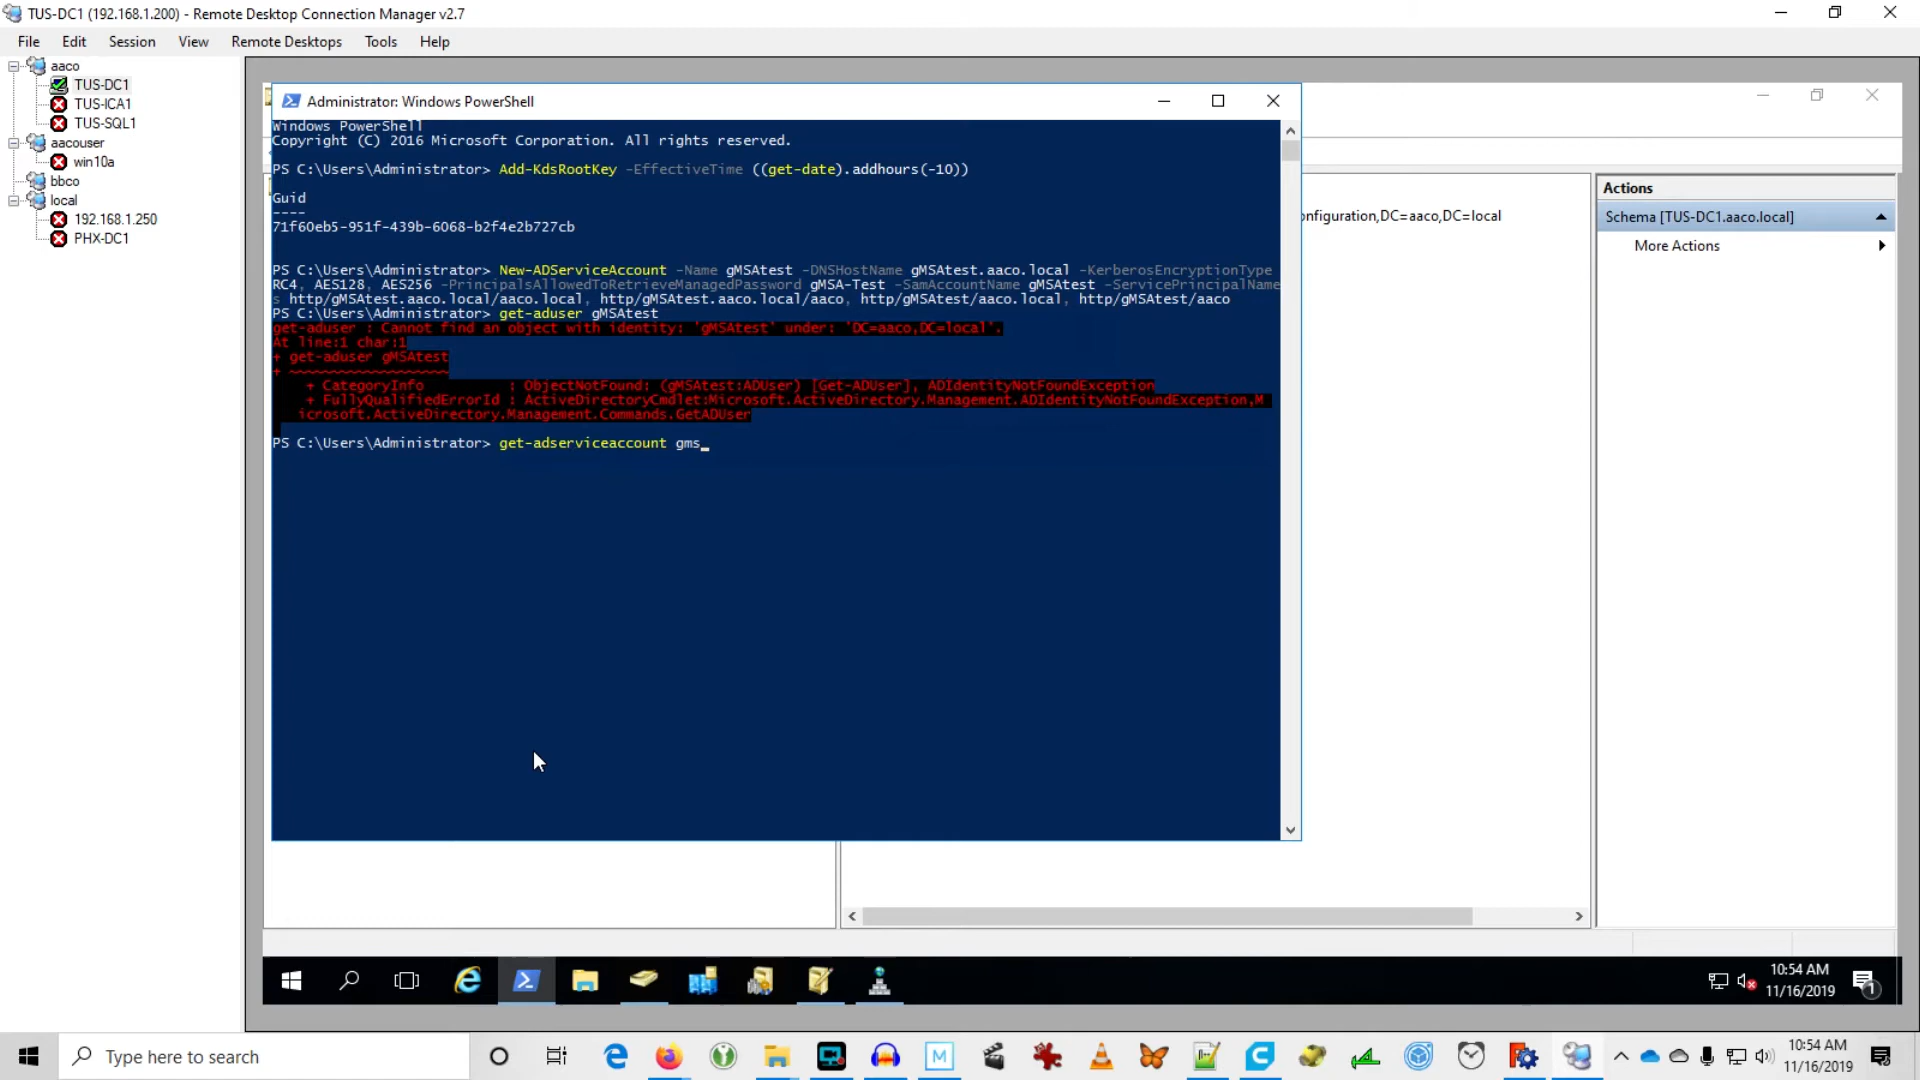 TUS-DC1 (192.168.1.200) - Remote Desktop Connection Manager v2.7
File Edit Session View Remote Desktops Tools Help
aaco
TUS-DC1
TUS-ICA1
TUS-SQL1
aacouser
win10a
bbco
local
192.168.1.250
PHX-DC1
Administrator: Windows PowerShell
Windows PowerShell
Copyright (C) 2016 Microsoft Corporation. All rights reserved.
PS C:\Users\Administrator> Add-KdsRootKey -EffectiveTime ((get-date).addhours(-10))
Guid
----
71f60eb5-951f-439b-6068-b2f4e2b727cb
PS C:\Users\Administrator> New-ADServiceAccount -Name gMSAtest -DNSHostName gMSAtest.aaco.local -KerberosEncryptionType
RC4, AES128, AES256 -PrincipalsAllowedToRetrieveManagedPassword gMSA-Test -SamAccountName gMSAtest -ServicePrincipalName
s http/gMSAtest.aaco.local/aaco.local, http/gMSAtest.aaco.local/aaco, http/gMSAtest/aaco.local, http/gMSAtest/aaco
PS C:\Users\Administrator> get-aduser gMSAtest
get-aduser : Cannot find an object with identity: 'gMSAtest' under: 'DC=aaco,DC=local'.
At line:1 char:1
+ get-aduser gMSAtest
+ ~~~~~~~~~~~~~~~~~~~
+ CategoryInfo : ObjectNotFound: (gMSAtest:ADUser) [Get-ADUser], ADIdentityNotFoundException
+ FullyQualifiedErrorId : ActiveDirectoryCmdlet:Microsoft.ActiveDirectory.Management.ADIdentityNotFoundException,M
icrosoft.ActiveDirectory.Management.Commands.GetADUser
PS C:\Users\Administrator> get-adserviceaccount gms_
onfiguration,DC=aaco,DC=local
Actions
Schema [TUS-DC1.aaco.local]
More Actions
10:54 AM
11/16/2019
1
Type here to search
10:54 AM
11/16/2019